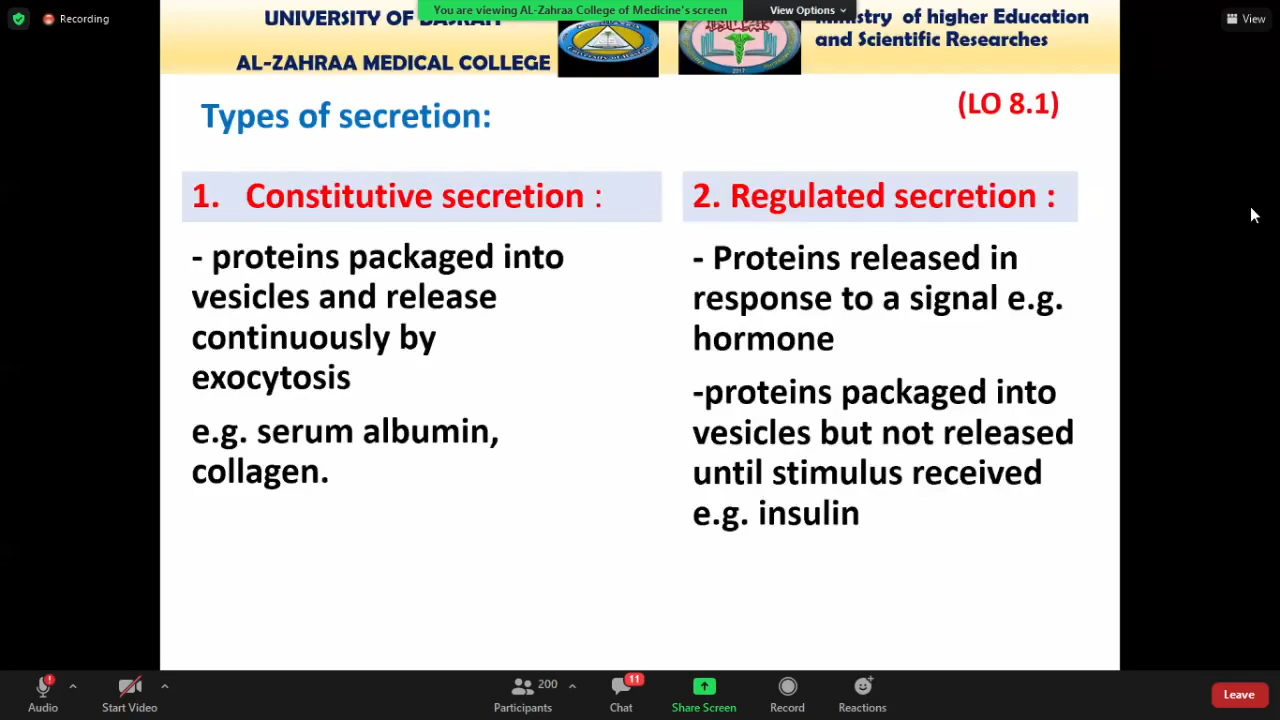 Recording
You are viewing AL-Zahraa College of Medicine's screen
View Options
View
UNIVERSITY OF BASRAH
AL-ZAHRAA MEDICAL COLLEGE
Ministry of higher Education
and Scientific Researches
2017
Types of secretion:
(LO 8.1)
1. Constitutive secretion :
- proteins packaged into
vesicles and release
continuously by
exocytosis
e.g. serum albumin,
collagen.
2. Regulated secretion :
- Proteins released in
response to a signal e.g.
hormone
-proteins packaged into
vesicles but not released
until stimulus received
e.g. insulin
Audio
Start Video
200
Participants
11
Chat
Share Screen
Record
Reactions
Leave